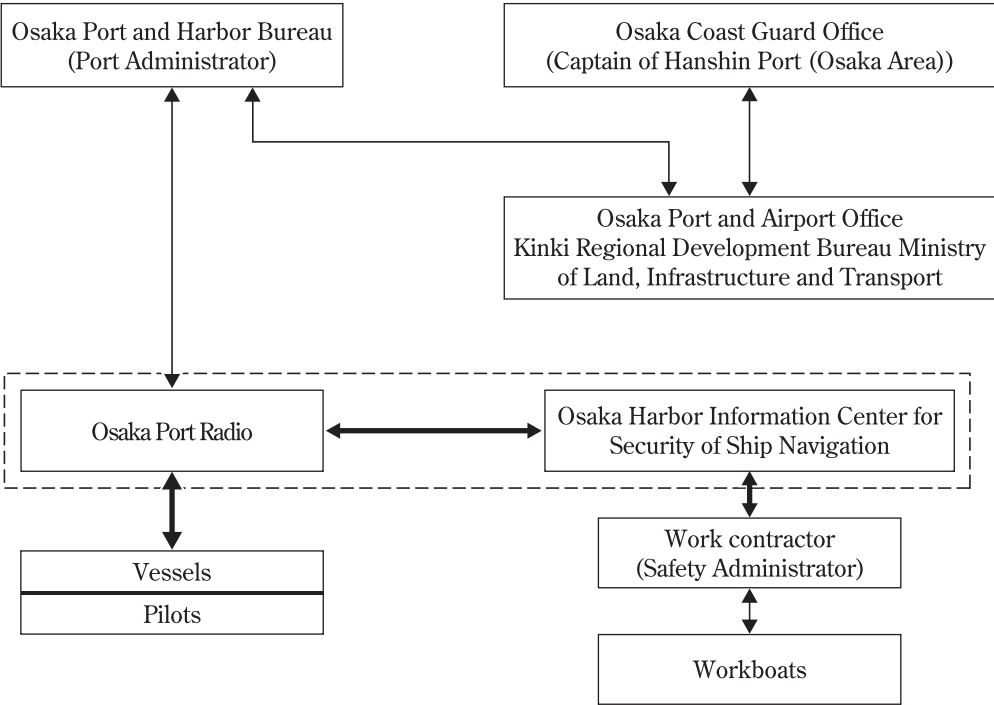 Osaka Port and Harbor Bureau
(Port Administrator)
Osaka Coast Guard Office
(Captain of Hanshin Port (Osaka Area))
Osaka Port and Airport Office
Kinki Regional Development Bureau Ministry
of Land, Infrastructure and Transport
Osaka Port Radio
Osaka Harbor Information Center for
Security of Ship Navigation
Vessels
Pilots
Work contractor
(Safety Administrator)
Workboats